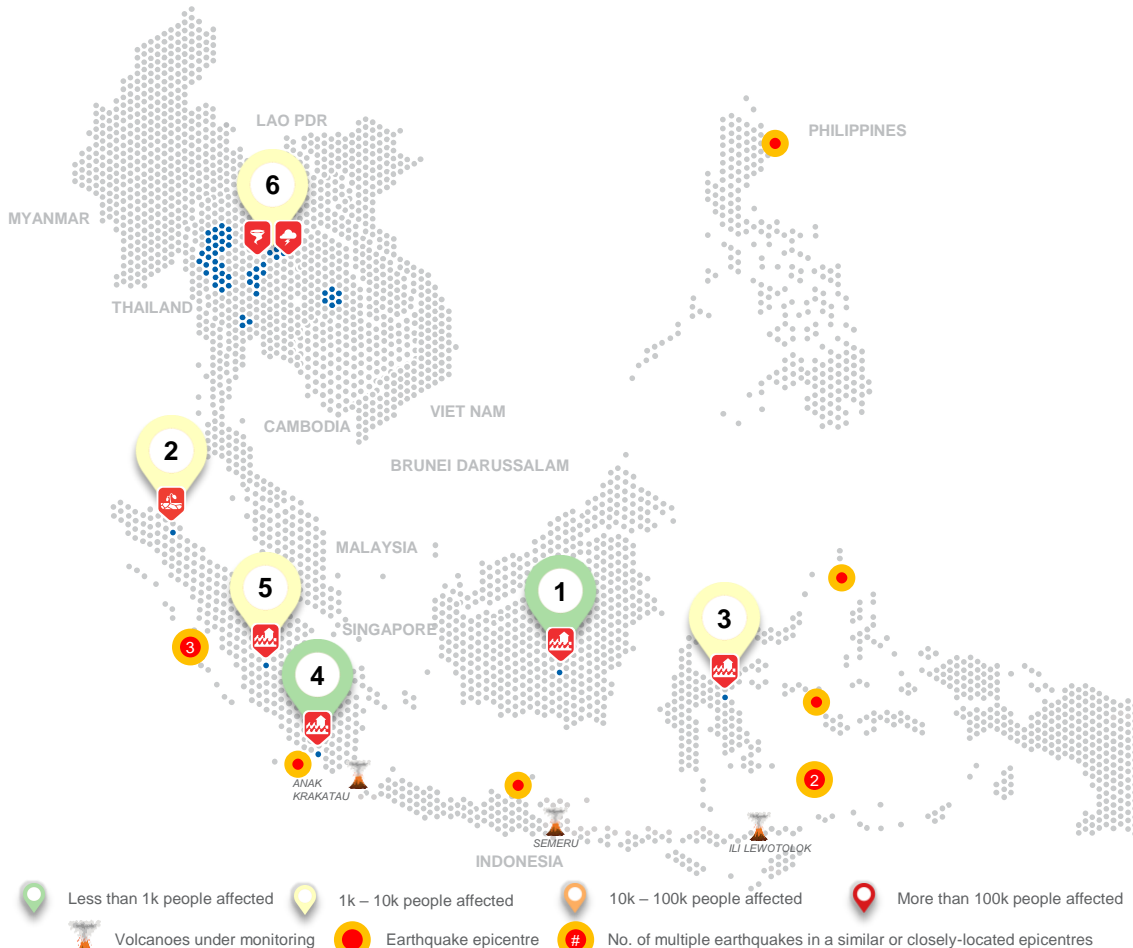 LAO PDR
PHILIPPINES
6
MYANMAR
THAILAND
VIET NAM
CAMBODIA
2
BRUNEI DARUSSALAM
MALAYSIA
5
1
3
SINGAPORE
3
4
2
ANAK
KRAKATAU
SEMERU
ILI LEWOTOLOK
INDONESIA
Less than 1k people affected
1k – 10k people affected
10k – 100k people affected
More than 100k people affected
Volcanoes under monitoring
Earthquake epicentre
#
No. of multiple earthquakes in a similar or closely-located epicentres